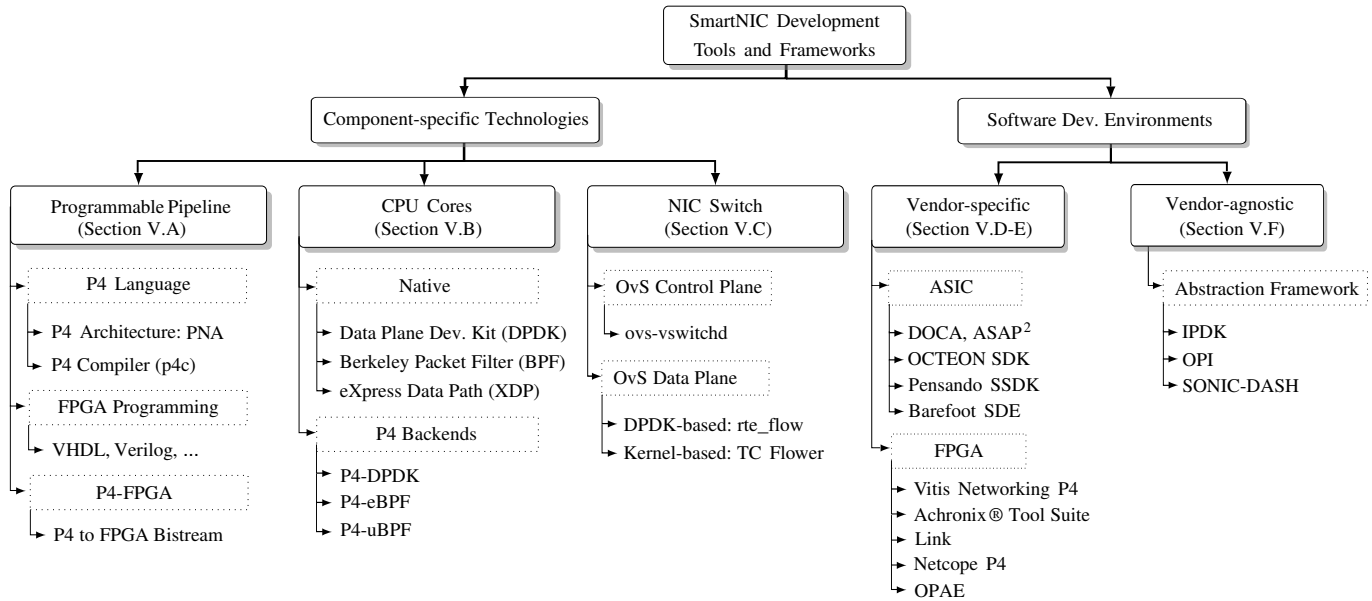 SmartNIC Development
Tools and Frameworks
Component-specific Technologies
Software Dev. Environments
Programmable Pipeline
(Section V.A)
CPU Cores
(Section V.B)
NIC Switch
(Section V.C)
Vendor-specific
(Section V.D-E)
Vendor-agnostic
(Section V.F)
P4 Language
P4 Architecture: PNA
P4 Compiler (p4c)
FPGA Programming
VHDL, Verilog, ...
P4-FPGA
P4 to FPGA Bistream
Native
Data Plane Dev. Kit (DPDK)
Berkeley Packet Filter (BPF)
eXpress Data Path (XDP)
P4 Backends
P4-DPDK
P4-eBPF
P4-uBPF
OvS Control Plane
ovs-vswitchd
OvS Data Plane
DPDK-based: rte_flow
Kernel-based: TC Flower
ASIC
DOCA, ASAP²
OCTEON SDK
Pensando SSDK
Barefoot SDE
FPGA
Vitis Networking P4
Achronix® Tool Suite
Link
Netcope P4
OPAE
Abstraction Framework
IPDK
OPI
SONIC-DASH